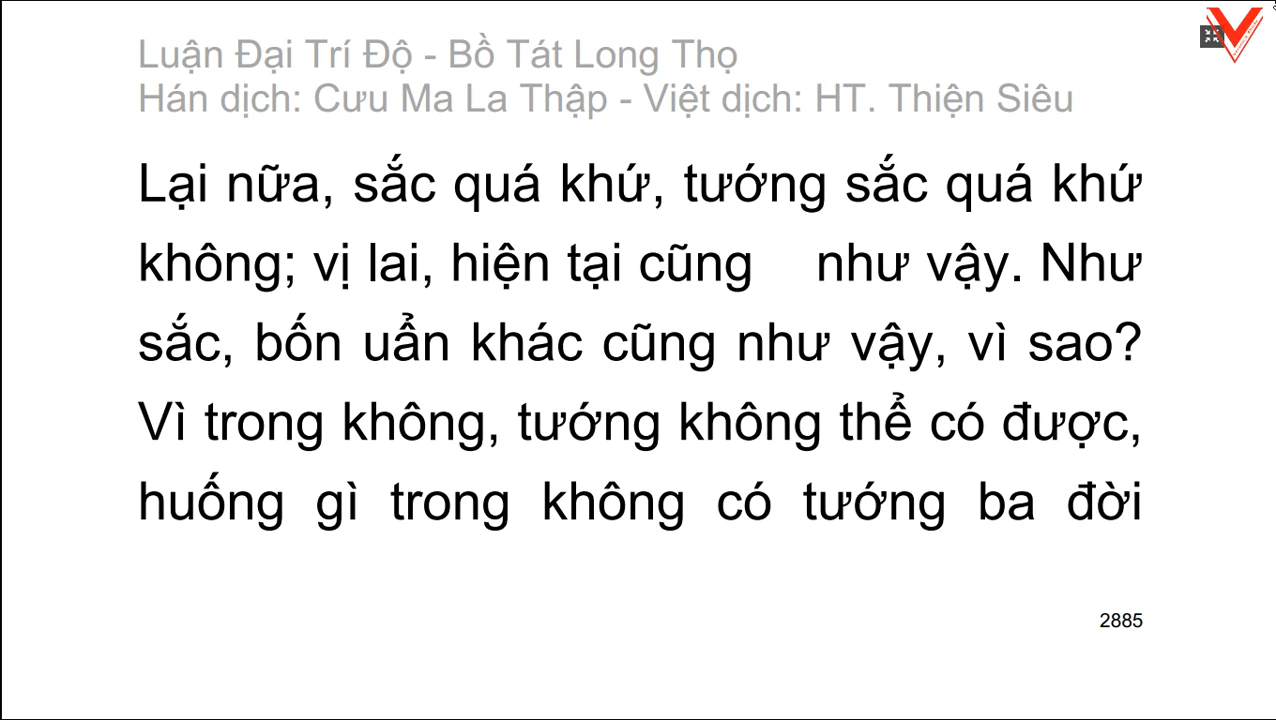 Luận Đại Trí Độ - Bồ Tát Long Thọ
Hán dịch: Cưu Ma La Thập - Việt dịch: HT. Thiện Siêu
Lại nữa, sắc quá khứ, tướng sắc quá khứ
không; vị lai, hiện tại cũng như vậy. Như
sắc, bốn uẩn khác cũng như vậy, vì sao?
Vì trong không, tướng không thể có được,
huống gì trong không có tướng ba đời
2885